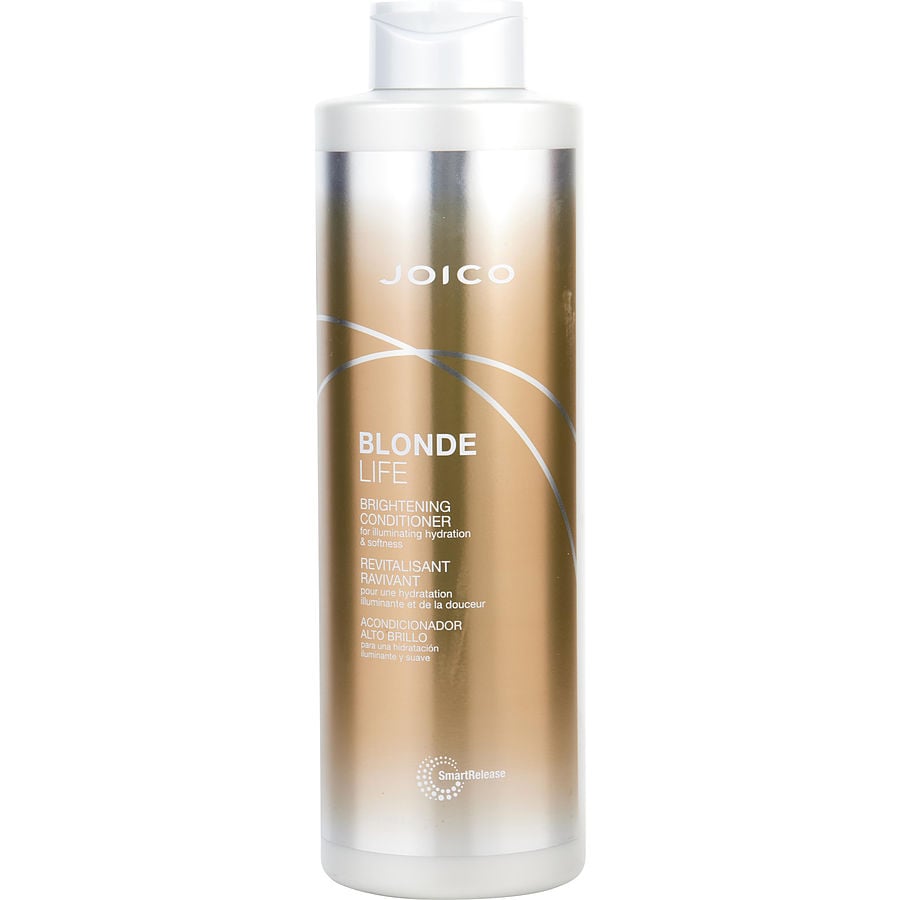 JOICO
BLONDE
LIFE
BRIGHTENING
CONDITIONER
for illuminating hydration
& softness
REVITALISANT
RAVIVANT
pour une hydratation
illuminante et de la douceur
ACONDICIONADOR
ALTO BRILLO
para una hidratación
iluminante y suave
SmartRelease